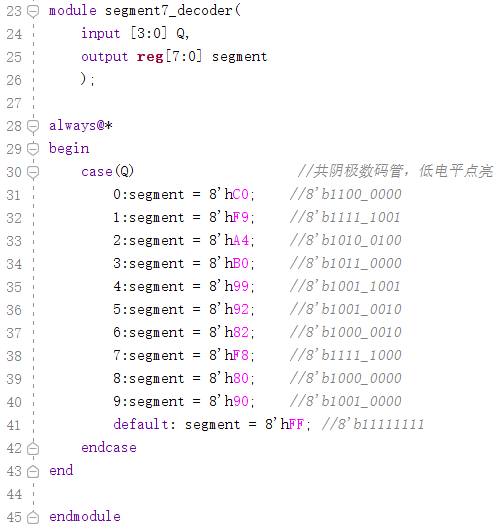 23 module segment7_decoder(
24     input [3:0] Q,
25     output reg[7:0] segment
26     );
27
28 always@*
29 begin
30     case(Q)                    //共阴极数码管，低电平点亮
31         0:segment = 8'hC0;    //8'b1100_0000
32         1:segment = 8'hF9;    //8'b1111_1001
33         2:segment = 8'hA4;    //8'b1010_0100
34         3:segment = 8'hB0;    //8'b1011_0000
35         4:segment = 8'h99;    //8'b1001_1001
36         5:segment = 8'h92;    //8'b1001_0010
37         6:segment = 8'h82;    //8'b1000_0010
38         7:segment = 8'hF8;    //8'b1111_1000
39         8:segment = 8'h80;    //8'b1000_0000
40         9:segment = 8'h90;    //8'b1001_0000
41         default: segment = 8'hFF; //8'b11111111
42     endcase
43 end
44
45 endmodule